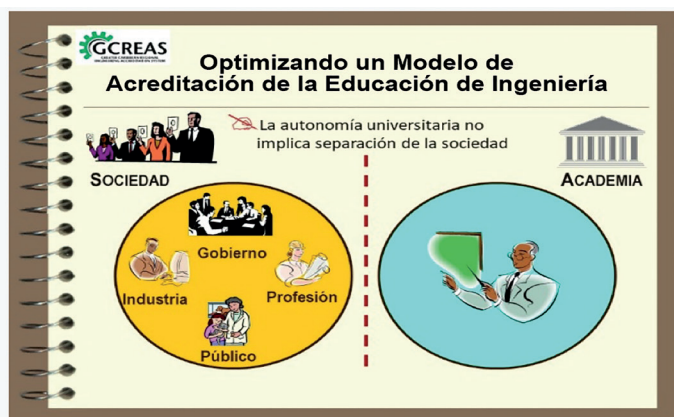 GCREAS
Optimizando un Modelo de
Acreditación de la Educación de Ingeniería
La autonomía universitaria no
implica separación de la sociedad
SOCIEDAD
ACADEMIA
Gobierno
Industria
Profesión
Público